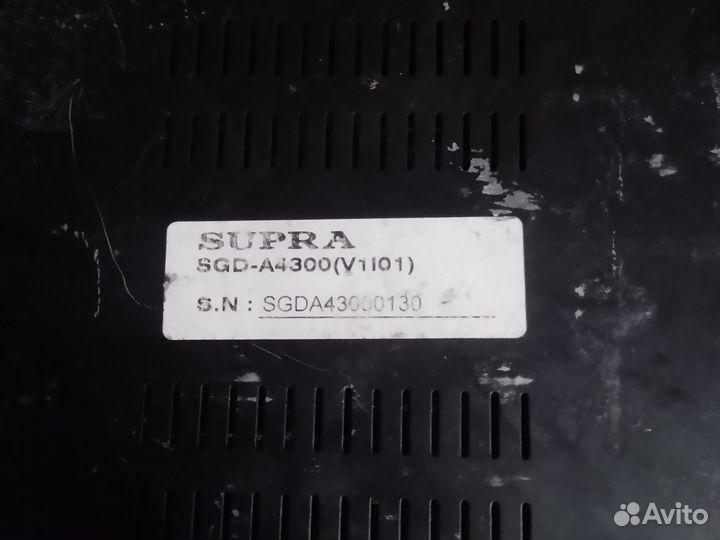 SUPRA
SGD-A4300(V1I01)
S.N : SGDA43000130
Avito